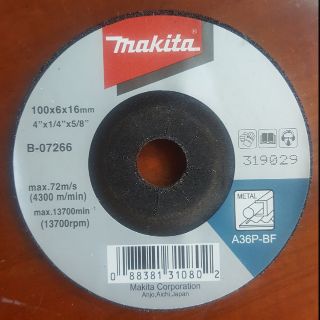 makita
100x6x16mm
4"x1/4"x5/8"
B-07266
319029
max.72m/s
(4300 m/min)
max.13700min⁻¹
(13700rpm)
METAL
A36P-BF
0 88381 31080 2
Makita Corporation
Anjo,Aichi,Japan